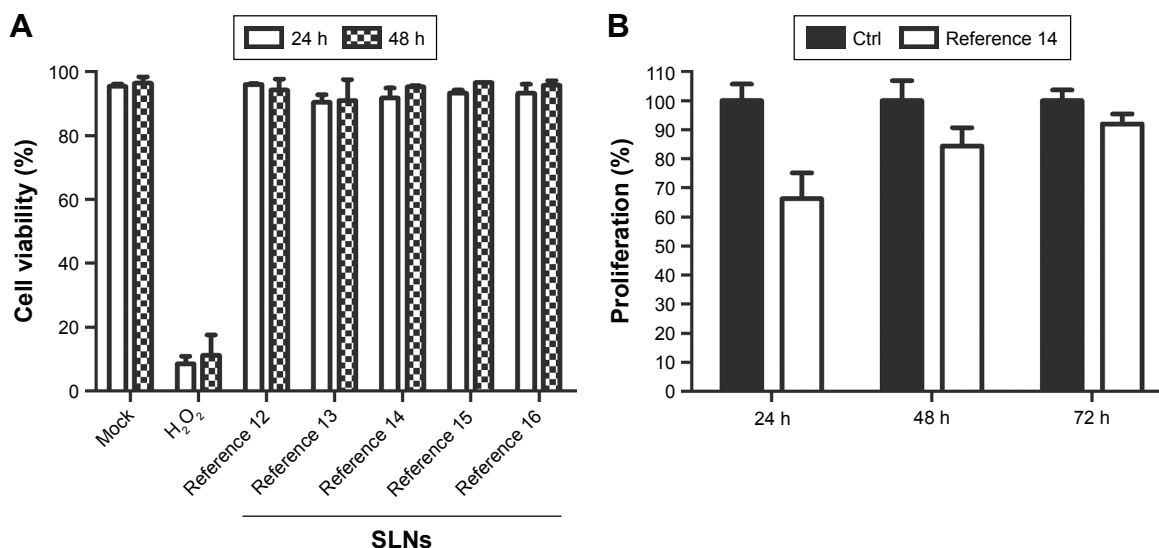 A
24 h 48 h
Cell viability (%)
100
80
60
40
20
0
Mock
H₂O₂
Reference 12
Reference 13
Reference 14
Reference 15
Reference 16
SLNs
B
Ctrl Reference 14
Proliferation (%)
110
100
90
80
70
60
50
40
30
20
10
0
24 h 48 h 72 h